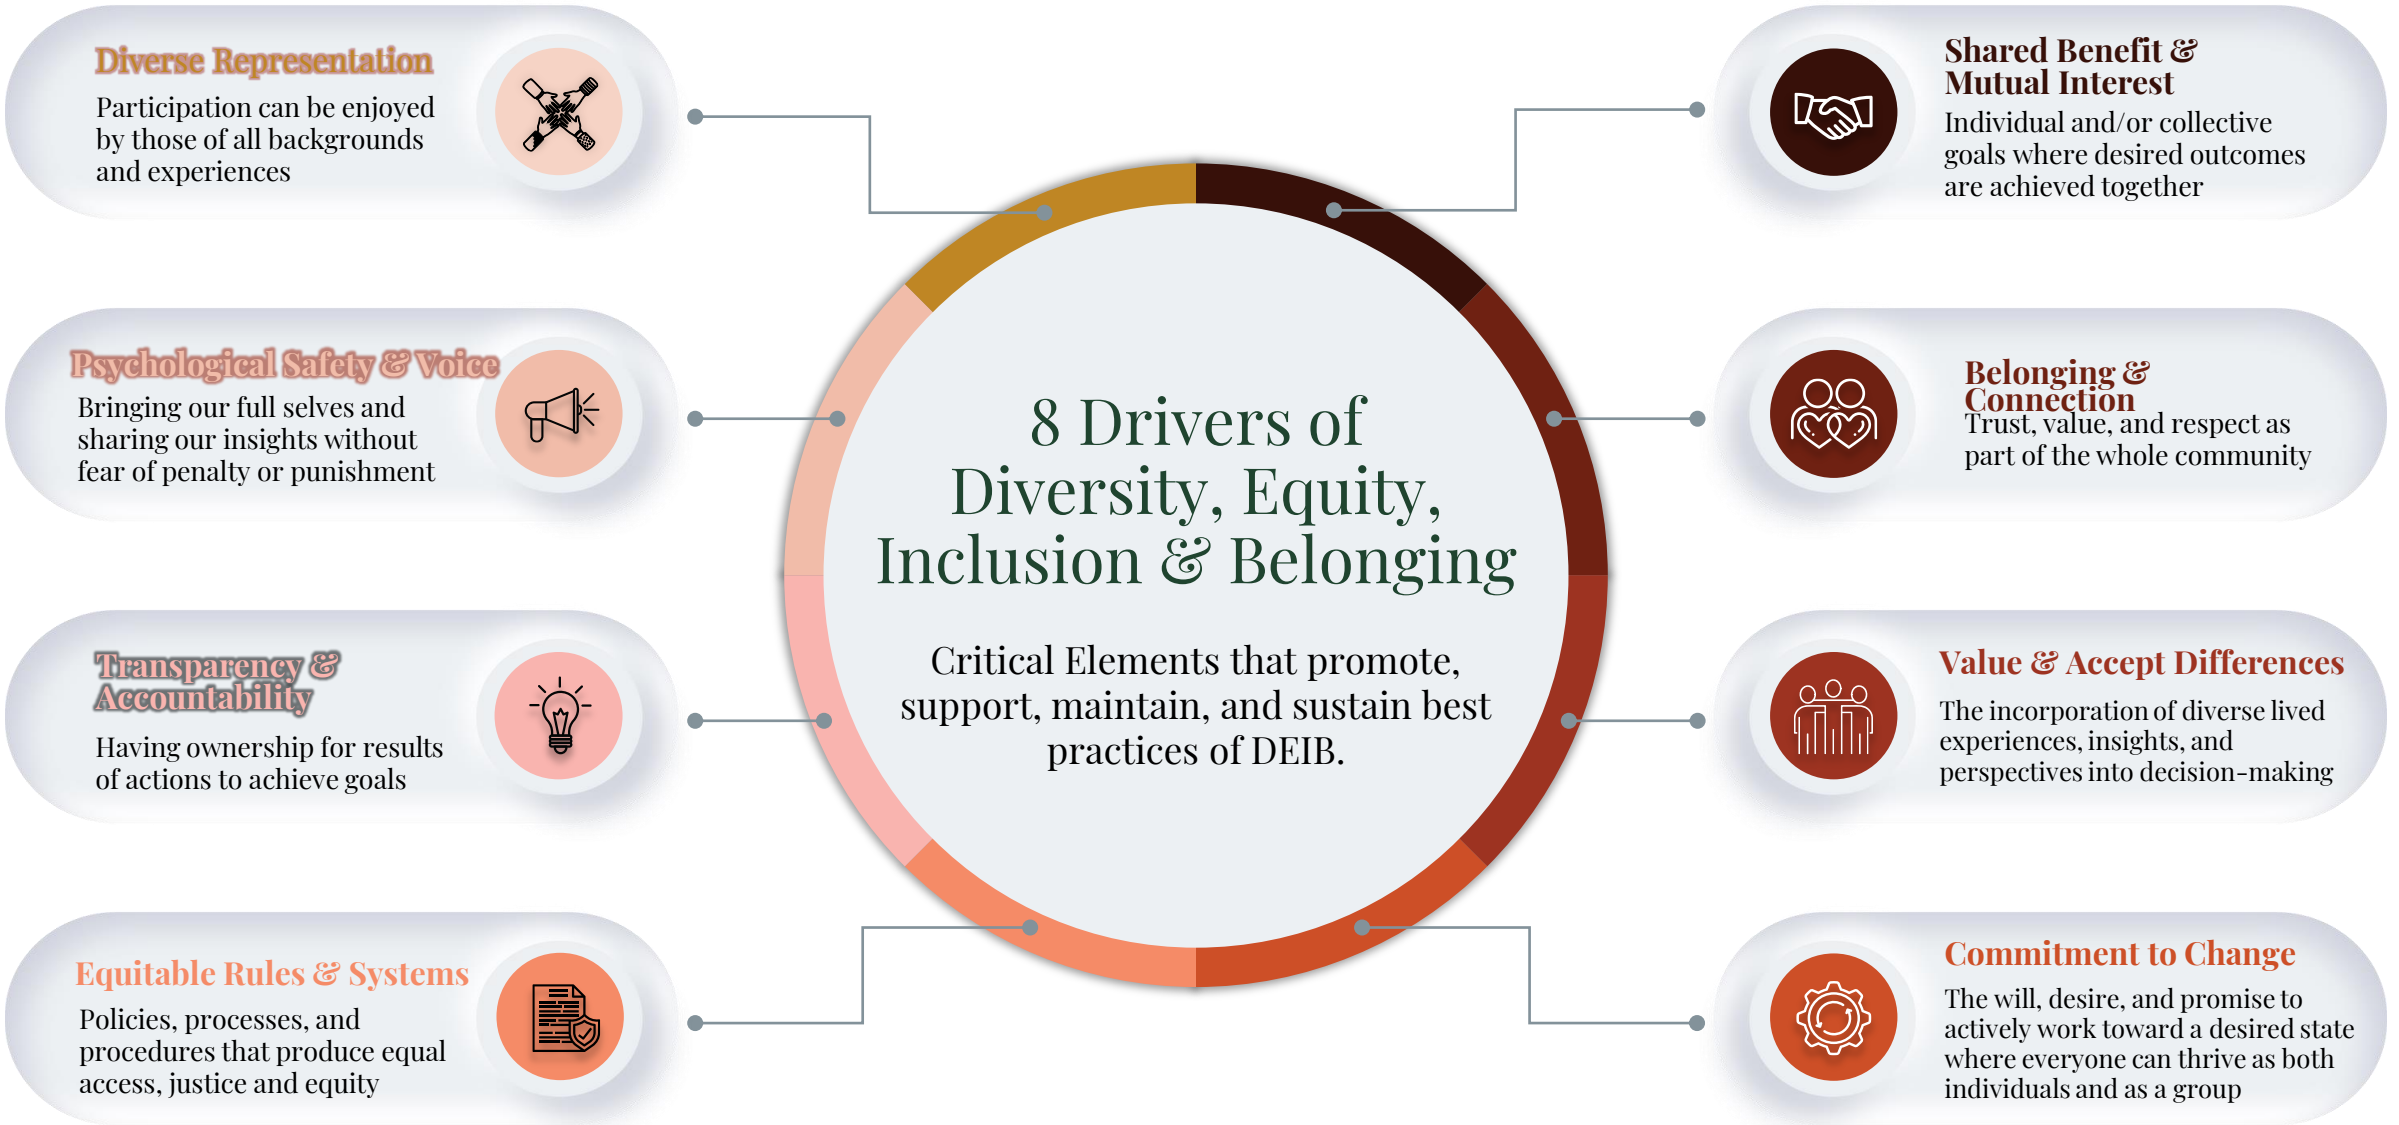 Diverse Representation
Participation can be enjoyed
by those of all backgrounds
and experiences
Psychological Safety & Voice
Bringing our full selves and
sharing our insights without
fear of penalty or punishment
Transparency &
Accountability
Having ownership for results
of actions to achieve goals
Equitable Rules & Systems
Policies, processes, and
procedures that produce equal
access, justice and equity
8 Drivers of
Diversity, Equity,
Inclusion & Belonging
Critical Elements that promote,
support, maintain, and sustain best
practices of DEIB.
Shared Benefit &
Mutual Interest
Individual and/or collective
goals where desired outcomes
are achieved together
Belonging &
Connection
Trust, value, and respect as
part of the whole community
Value & Accept Differences
The incorporation of diverse lived
experiences, insights, and
perspectives into decision-making
Commitment to Change
The will, desire, and promise to
actively work toward a desired state
where everyone can thrive as both
individuals and as a group